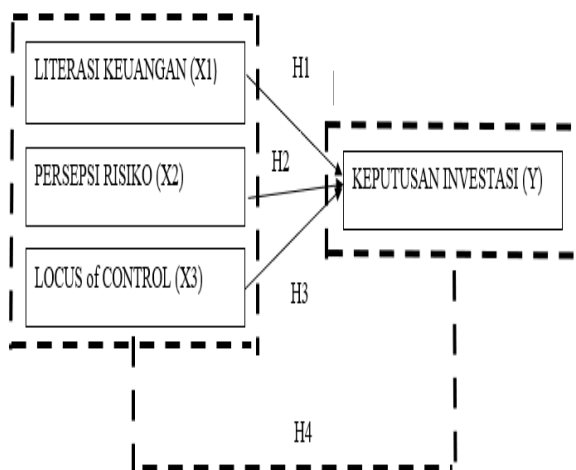 LITERASI KEUANGAN (X1)
H1
PERSEPSI RISIKO (X2)
H2
KEPUTUSAN INVESTASI (Y)
LOCUS of CONTROL (X3)
H3
H4